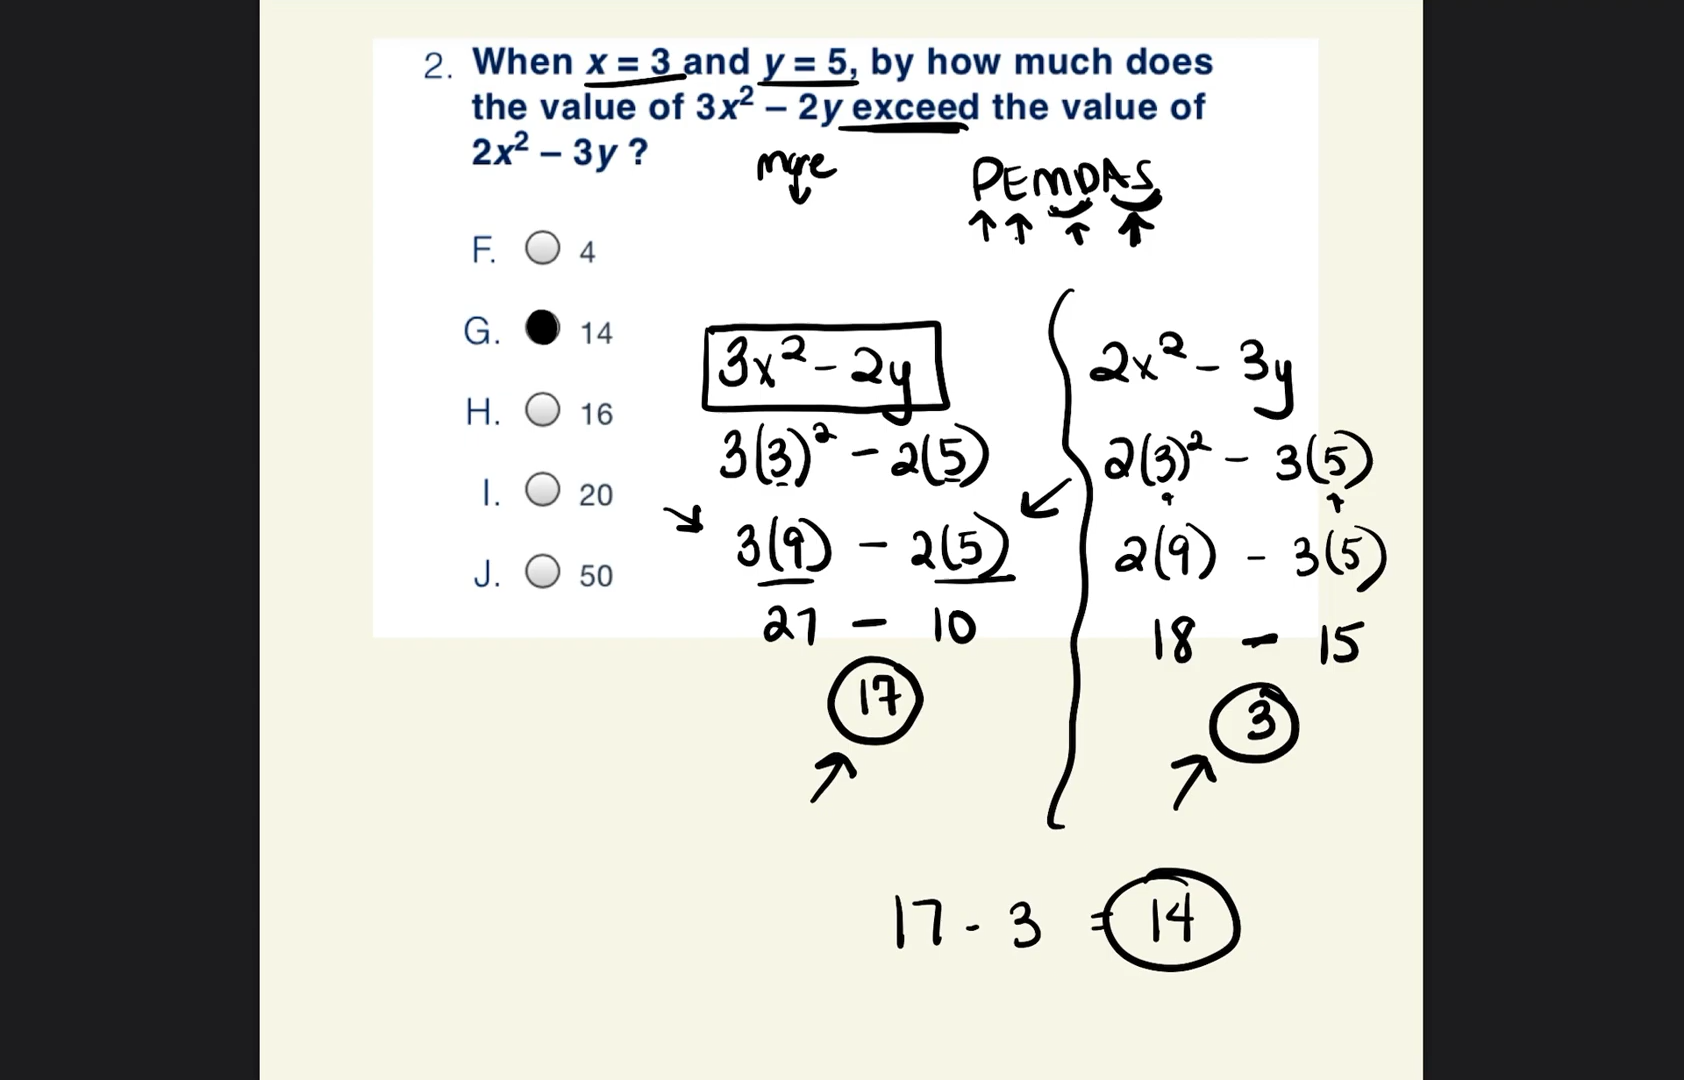 2. When x = 3 and y = 5, by how much does
the value of 3x² – 2y exceed the value of
2x² – 3y ?
more
PEMDAS
F. 4
G. 14
H. 16
I. 20
J. 50
3x² - 2y
3(3)² - 2(5)
3(9) - 2(5)
27 - 10
17
2x² - 3y
2(3)² - 3(5)
2(9) - 3(5)
18 - 15
3
17 - 3 = 14